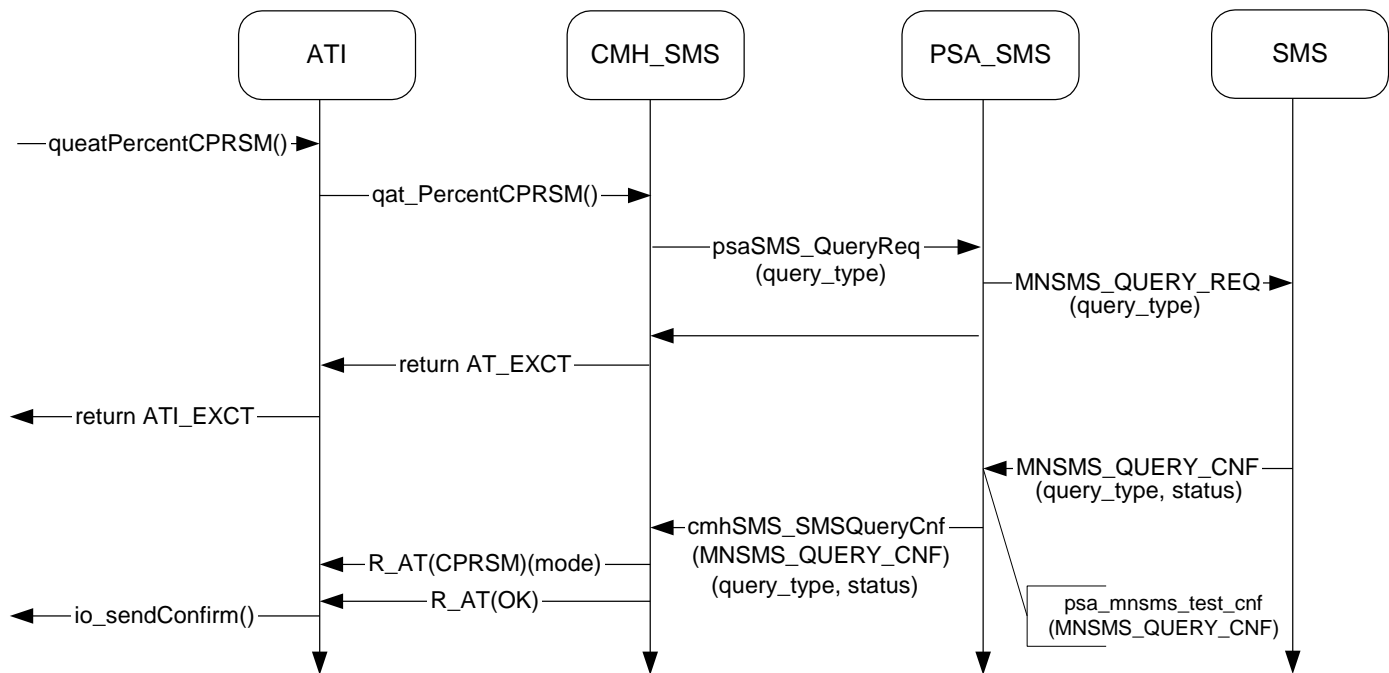 ATI
CMH_SMS
PSA_SMS
SMS
queatPercentCPRSM()
qat_PercentCPRSM()
psaSMS_QueryReq
(query_type)
MNSMS_QUERY_REQ
(query_type)
return AT_EXCT
return ATI_EXCT
MNSMS_QUERY_CNF
(query_type, status)
cmhSMS_SMSQueryCnf
(MNSMS_QUERY_CNF)
(query_type, status)
R_AT(CPRSM)(mode)
R_AT(OK)
io_sendConfirm()
psa_mnsms_test_cnf
(MNSMS_QUERY_CNF)